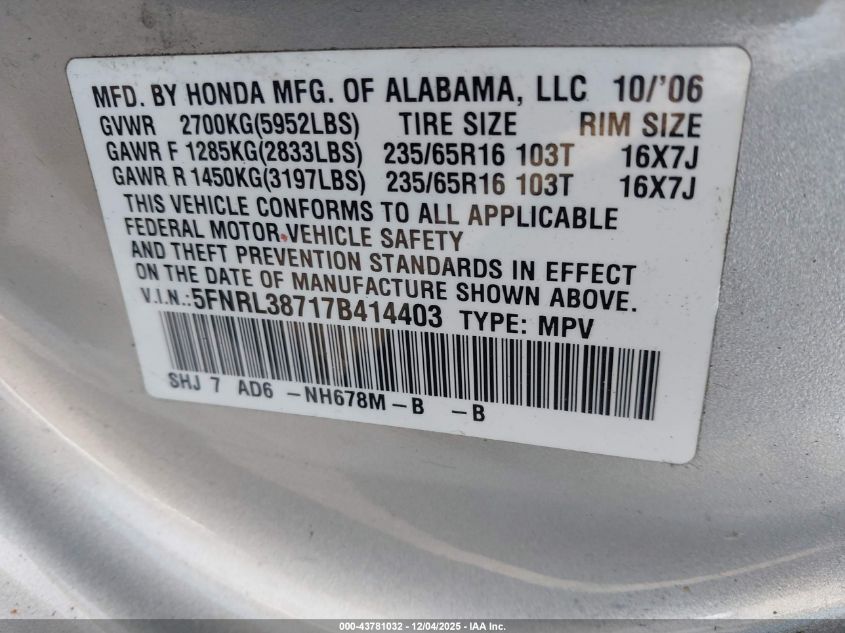 MFD. BY HONDA MFG. OF ALABAMA, LLC 10/'06
GVWR 2700KG(5952LBS) TIRE SIZE RIM SIZE
GAWR F 1285KG(2833LBS) 235/65R16 103T 16X7J
GAWR R 1450KG(3197LBS) 235/65R16 103T 16X7J
THIS VEHICLE CONFORMS TO ALL APPLICABLE
FEDERAL MOTOR VEHICLE SAFETY
AND THEFT PREVENTION STANDARDS IN EFFECT
ON THE DATE OF MANUFACTURE SHOWN ABOVE.
V.I.N.:5FNRL38717B414403 TYPE: MPV
SHJ 7 AD6 -NH678M-B -B
000-43781032 - 12/04/2025 - IAA Inc.